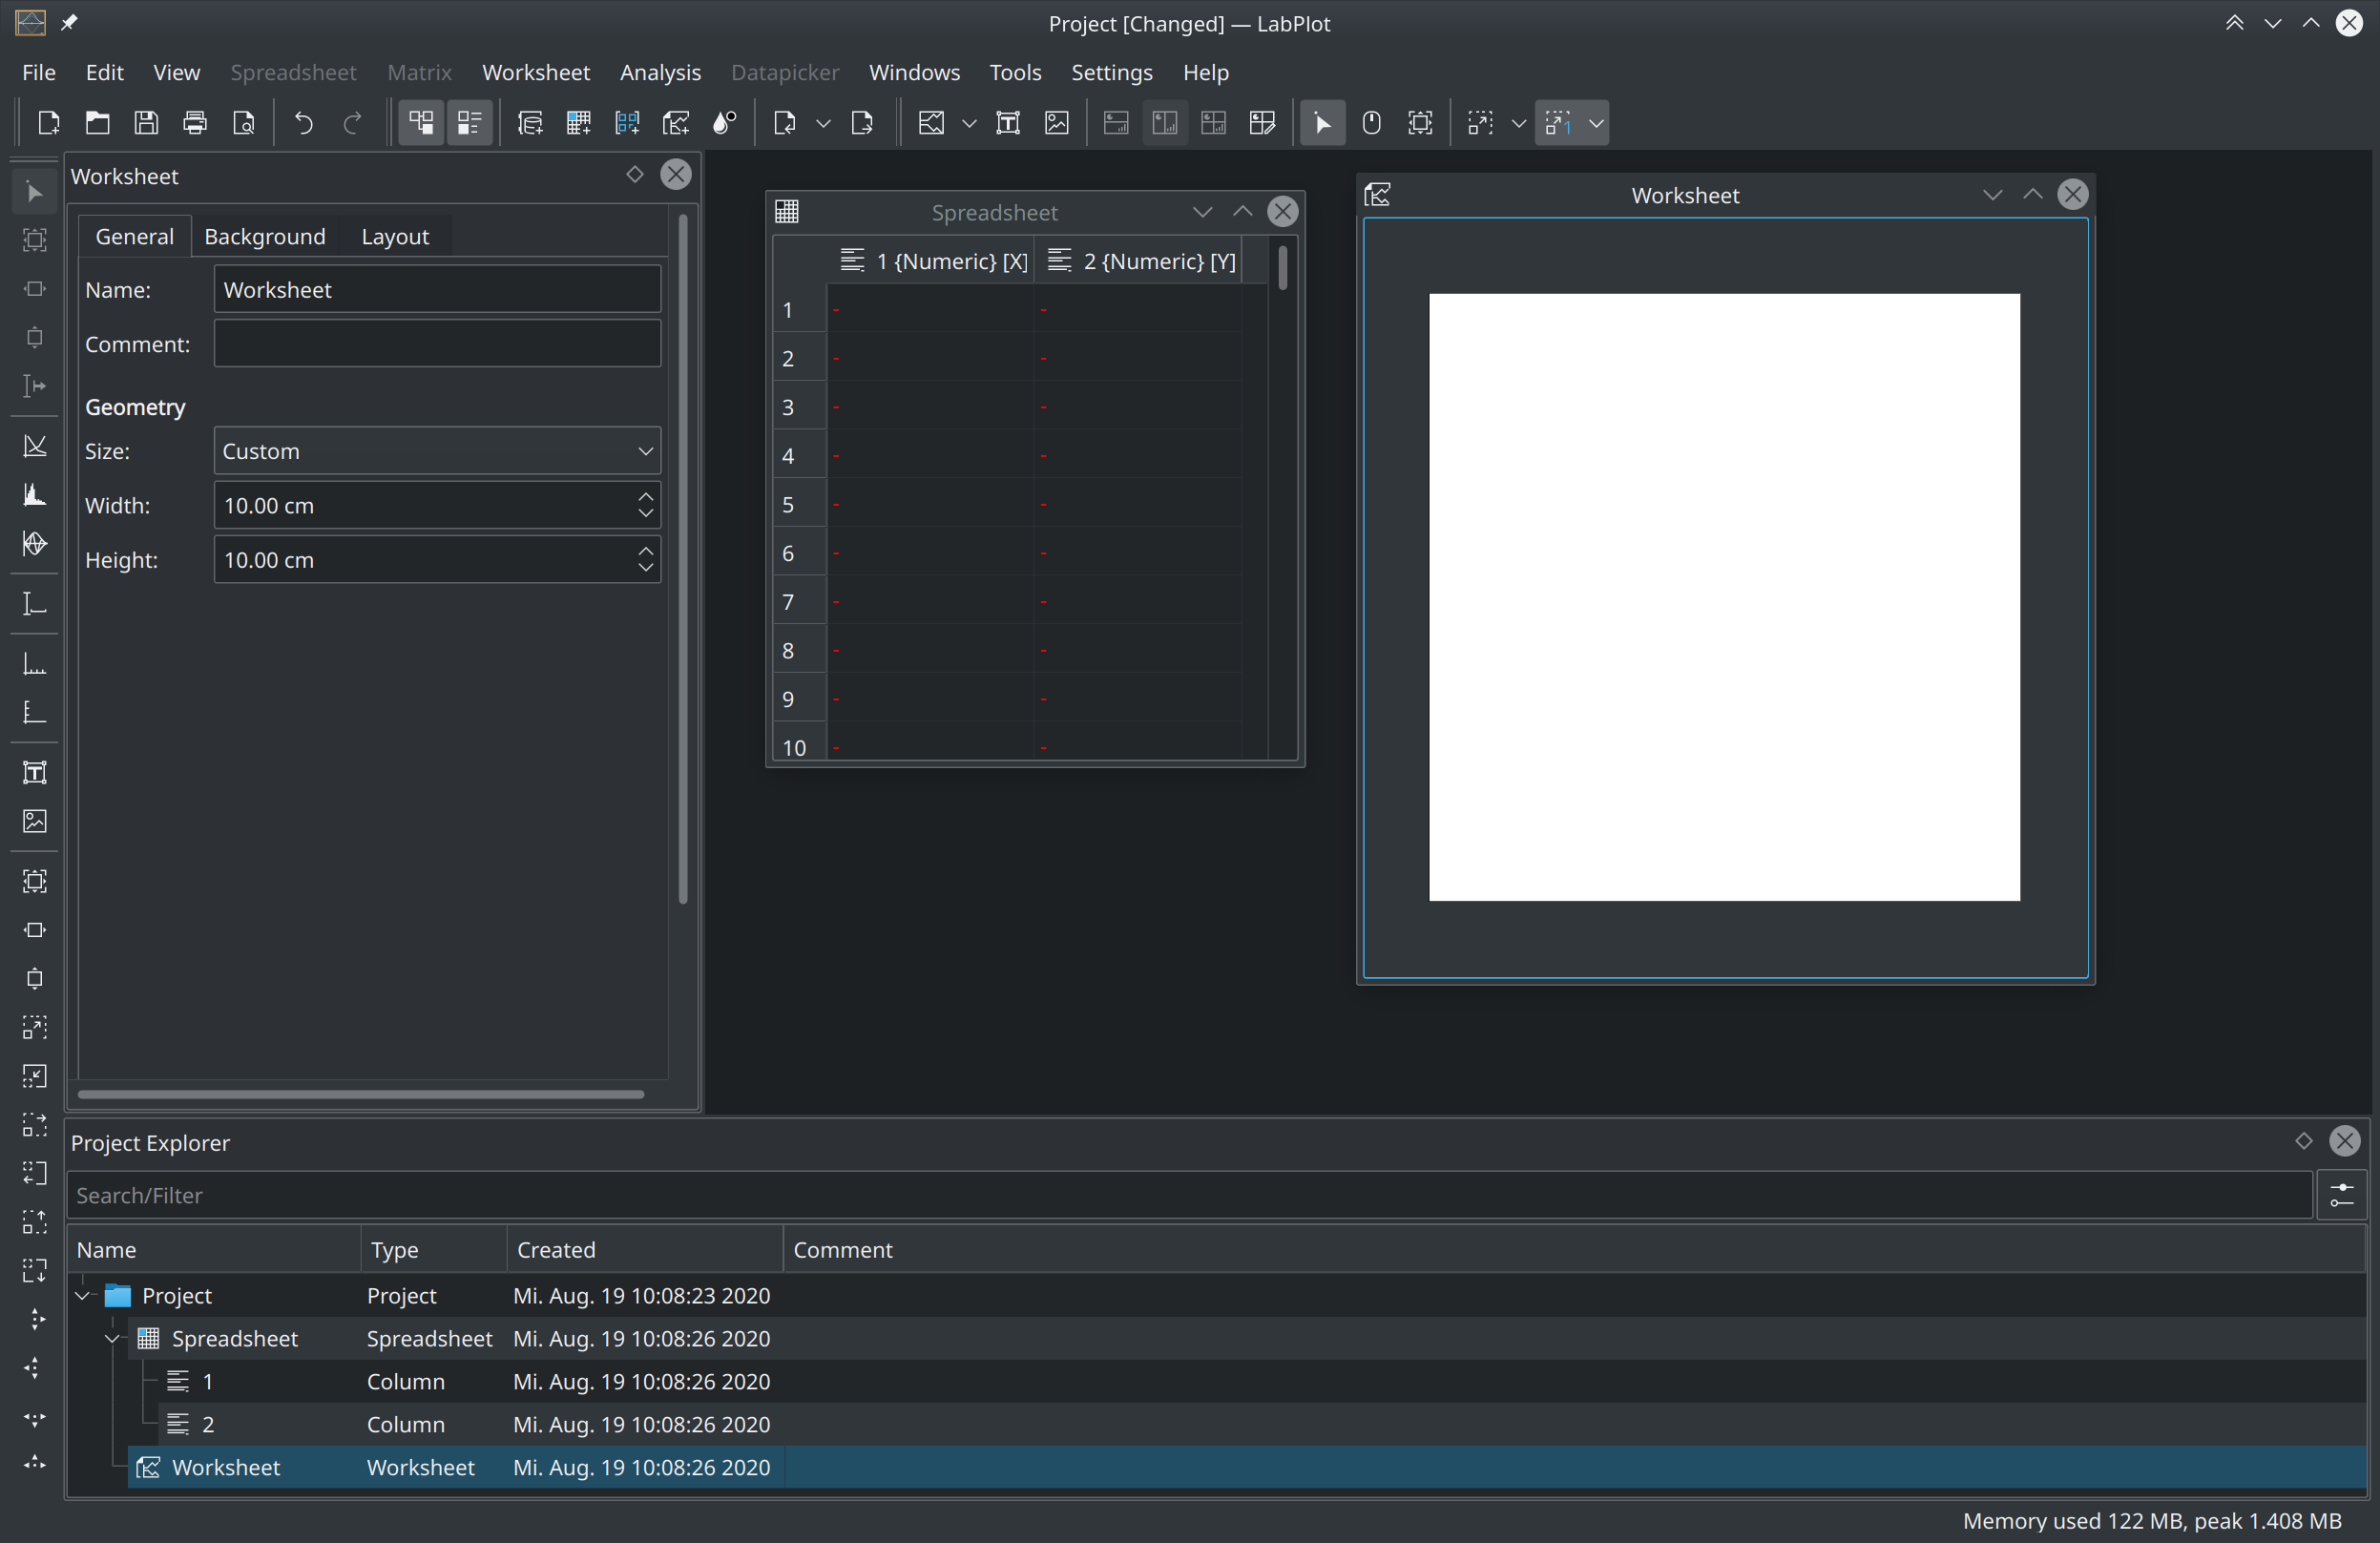 Project [Changed] — LabPlot
File Edit View Spreadsheet Matrix Worksheet Analysis Datapicker Windows Tools Settings Help
1
Worksheet
General Background Layout
Name: Worksheet
Comment:
Geometry
Size: Custom
Width: 10.00 cm
Height: 10.00 cm
Spreadsheet
1 {Numeric} [X] 2 {Numeric} [Y]
1 - -
2 - -
3 - -
4 - -
5 - -
6 - -
7 - -
8 - -
9 - -
10 - -
Worksheet
Project Explorer
Search/Filter
Name Type Created Comment
Project Project Mi. Aug. 19 10:08:23 2020
Spreadsheet Spreadsheet Mi. Aug. 19 10:08:26 2020
1 Column Mi. Aug. 19 10:08:26 2020
2 Column Mi. Aug. 19 10:08:26 2020
Worksheet Worksheet Mi. Aug. 19 10:08:26 2020
Memory used 122 MB, peak 1.408 MB